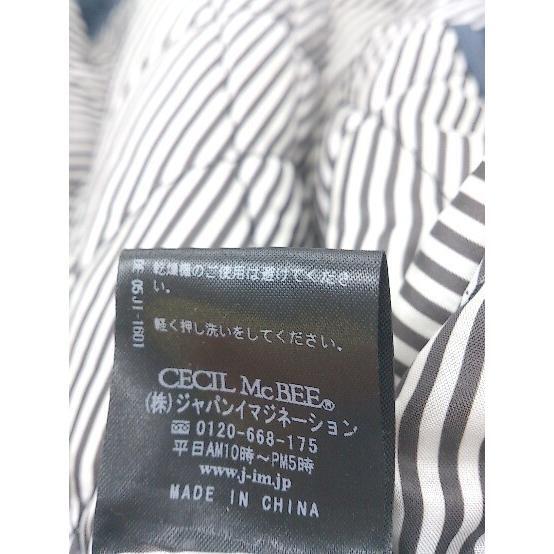 乾燥機のご使用は避けてくださ
い。
軽く押し洗いをしてください。
CECIL McBEE®
(株)ジャパンイマジネーション
☎0120-668-175
平日AM10時～PM5時
www.j-im.jp
MADE IN CHINA
05J1-1601